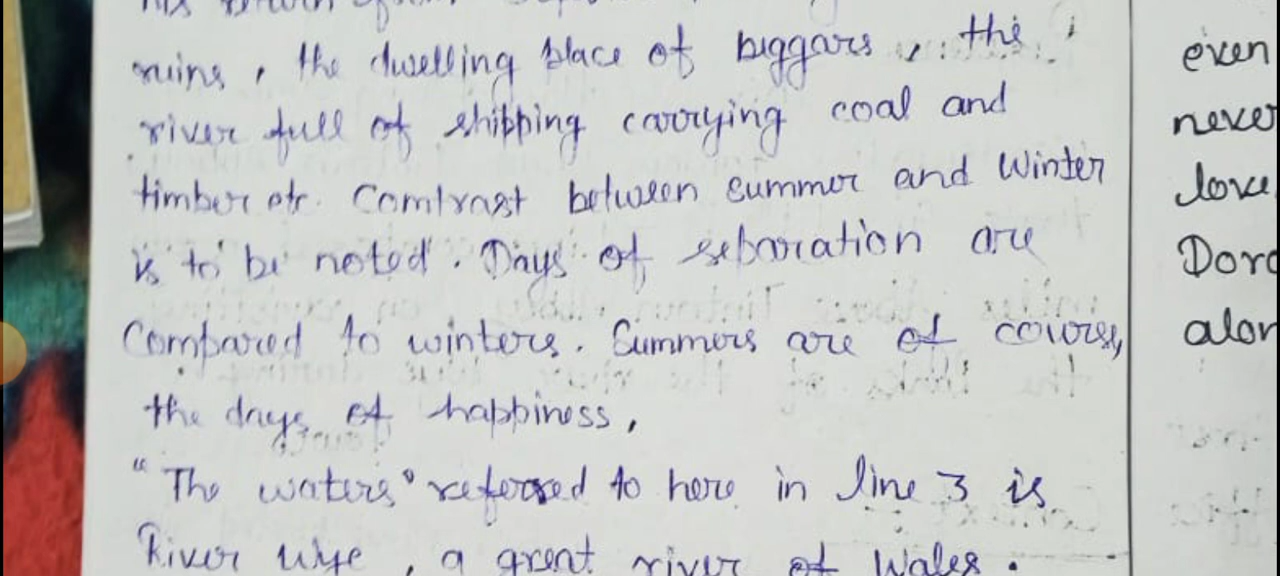 ruins, the dwelling place of biggars, the
river full of shipping carrying coal and
timber etc. Comtrast between summer and Winter
is to be noted. Days of separation are
Compared to winters. Summers are of course,
the days of happiness,
"The waters" referred to here in line 3 is
River wye, a great river of Wales.
even
never
love
Doro
alon